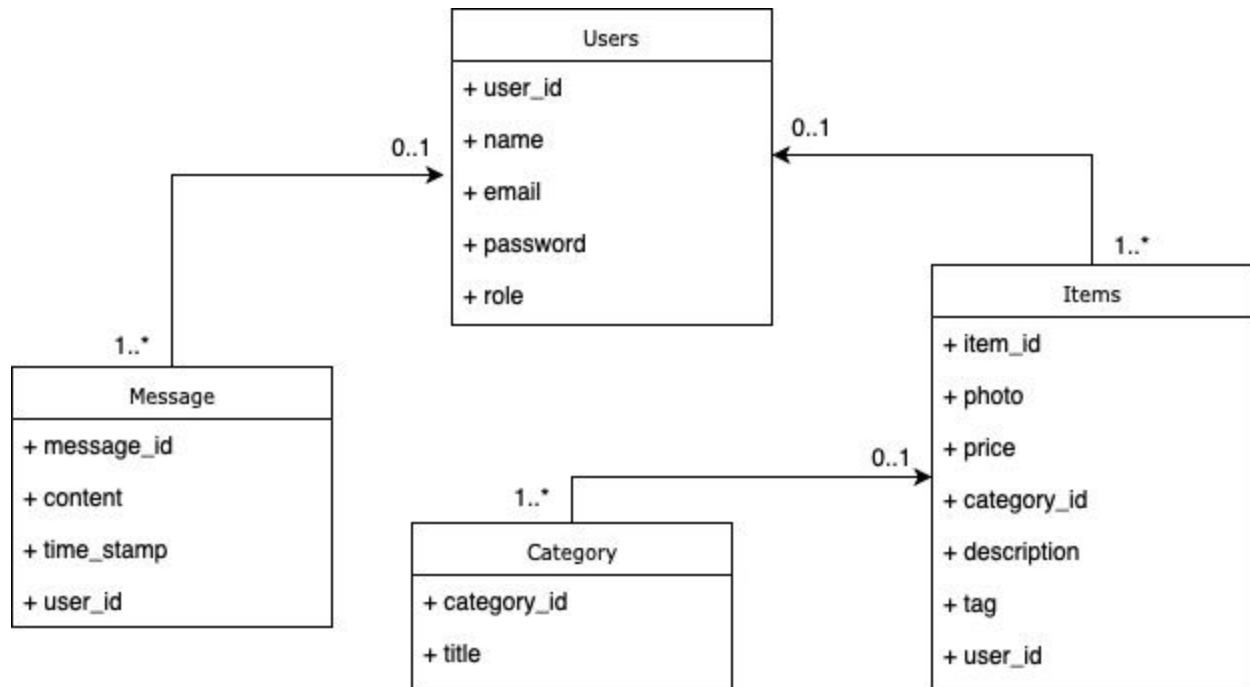 Users
+ user_id
+ name
+ email
+ password
+ role
0..1
0..1
1..*
1..*
Message
+ message_id
+ content
+ time_stamp
+ user_id
Items
+ item_id
+ photo
+ price
+ category_id
+ description
+ tag
+ user_id
0..1
1..*
Category
+ category_id
+ title